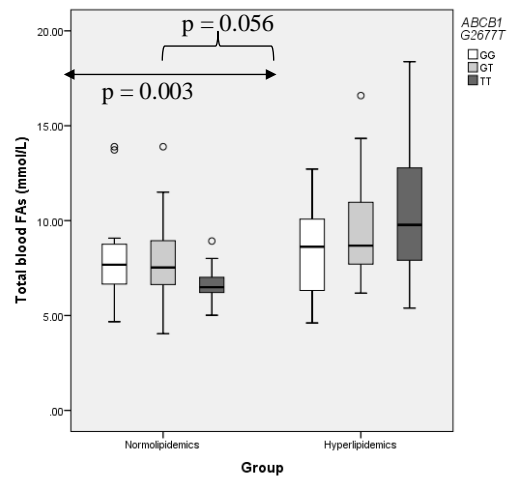 p = 0.056
p = 0.003
ABCB1
G2677T
GG
GT
TT
Total blood FAs (mmol/L)
20.00
15.00
10.00
5.00
.00
Normolipidemics
Hyperlipidemics
Group